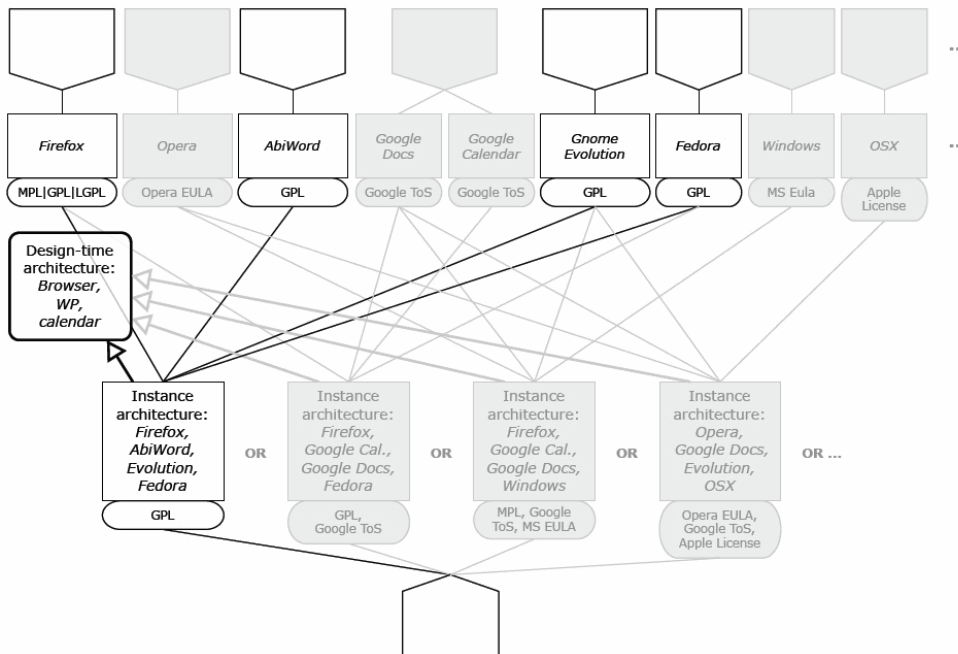 ...
Firefox
Opera
AbiWord
Google
Docs
Google
Calendar
Gnome
Evolution
Fedora
Windows
OSX
...
MPL|GPL|LGPL
Opera EULA
GPL
Google ToS
Google ToS
GPL
GPL
MS Eula
Apple
License
Design-time
architecture:
Browser,
WP,
calendar
Instance
architecture:
Firefox,
AbiWord,
Evolution,
Fedora
OR
Instance
architecture:
Firefox,
Google Cal.,
Google Docs,
Fedora
OR
Instance
architecture:
Firefox,
Google Cal.,
Google Docs,
Windows
OR
Instance
architecture:
Opera,
Google Docs,
Evolution,
OSX
OR ...
GPL
GPL,
Google ToS
MPL, Google
ToS, MS EULA
Opera EULA,
Google ToS,
Apple License